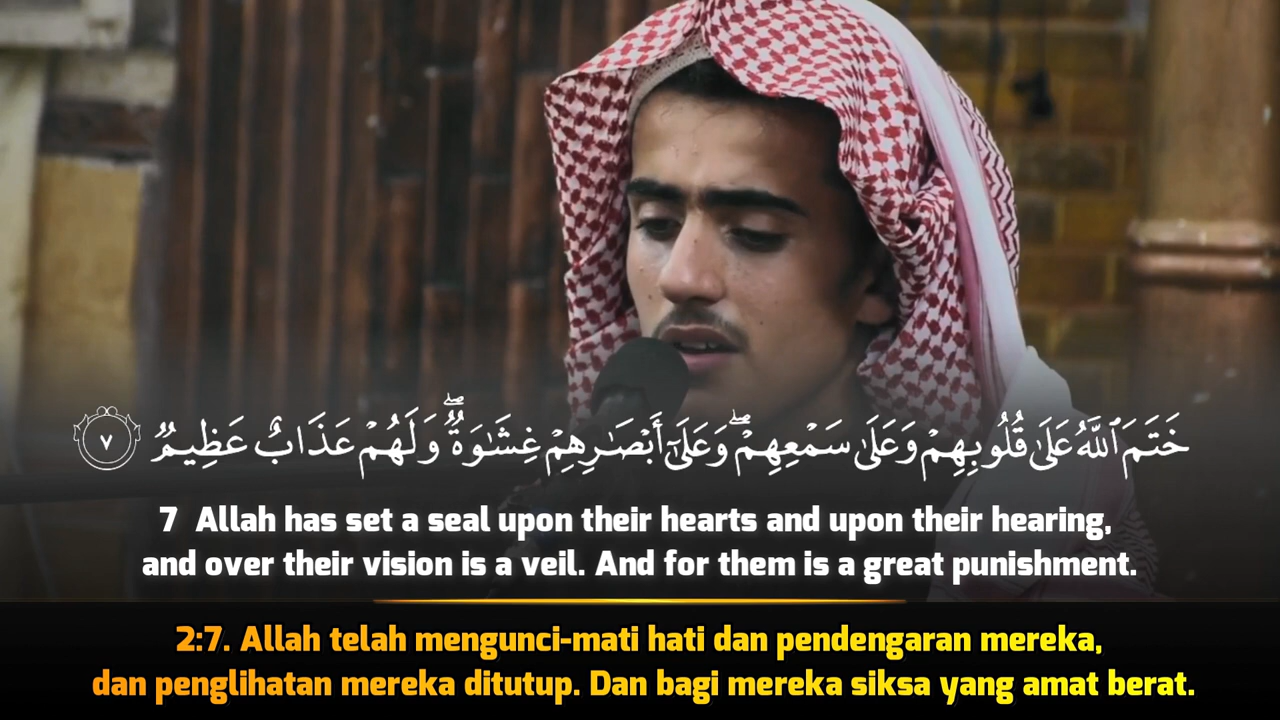 خَتَمَ ٱللَّهُ عَلَىٰ قُلُوبِهِمْ وَعَلَىٰ سَمْعِهِمْ ۖ وَعَلَىٰٓ أَبْصَٰرِهِمْ غِشَٰوَةٌ ۖ وَلَهُمْ عَذَابٌ عَظِيمٌ ٧
7 Allah has set a seal upon their hearts and upon their hearing,
and over their vision is a veil. And for them is a great punishment.
2:7. Allah telah mengunci-mati hati dan pendengaran mereka,
dan penglihatan mereka ditutup. Dan bagi mereka siksa yang amat berat.